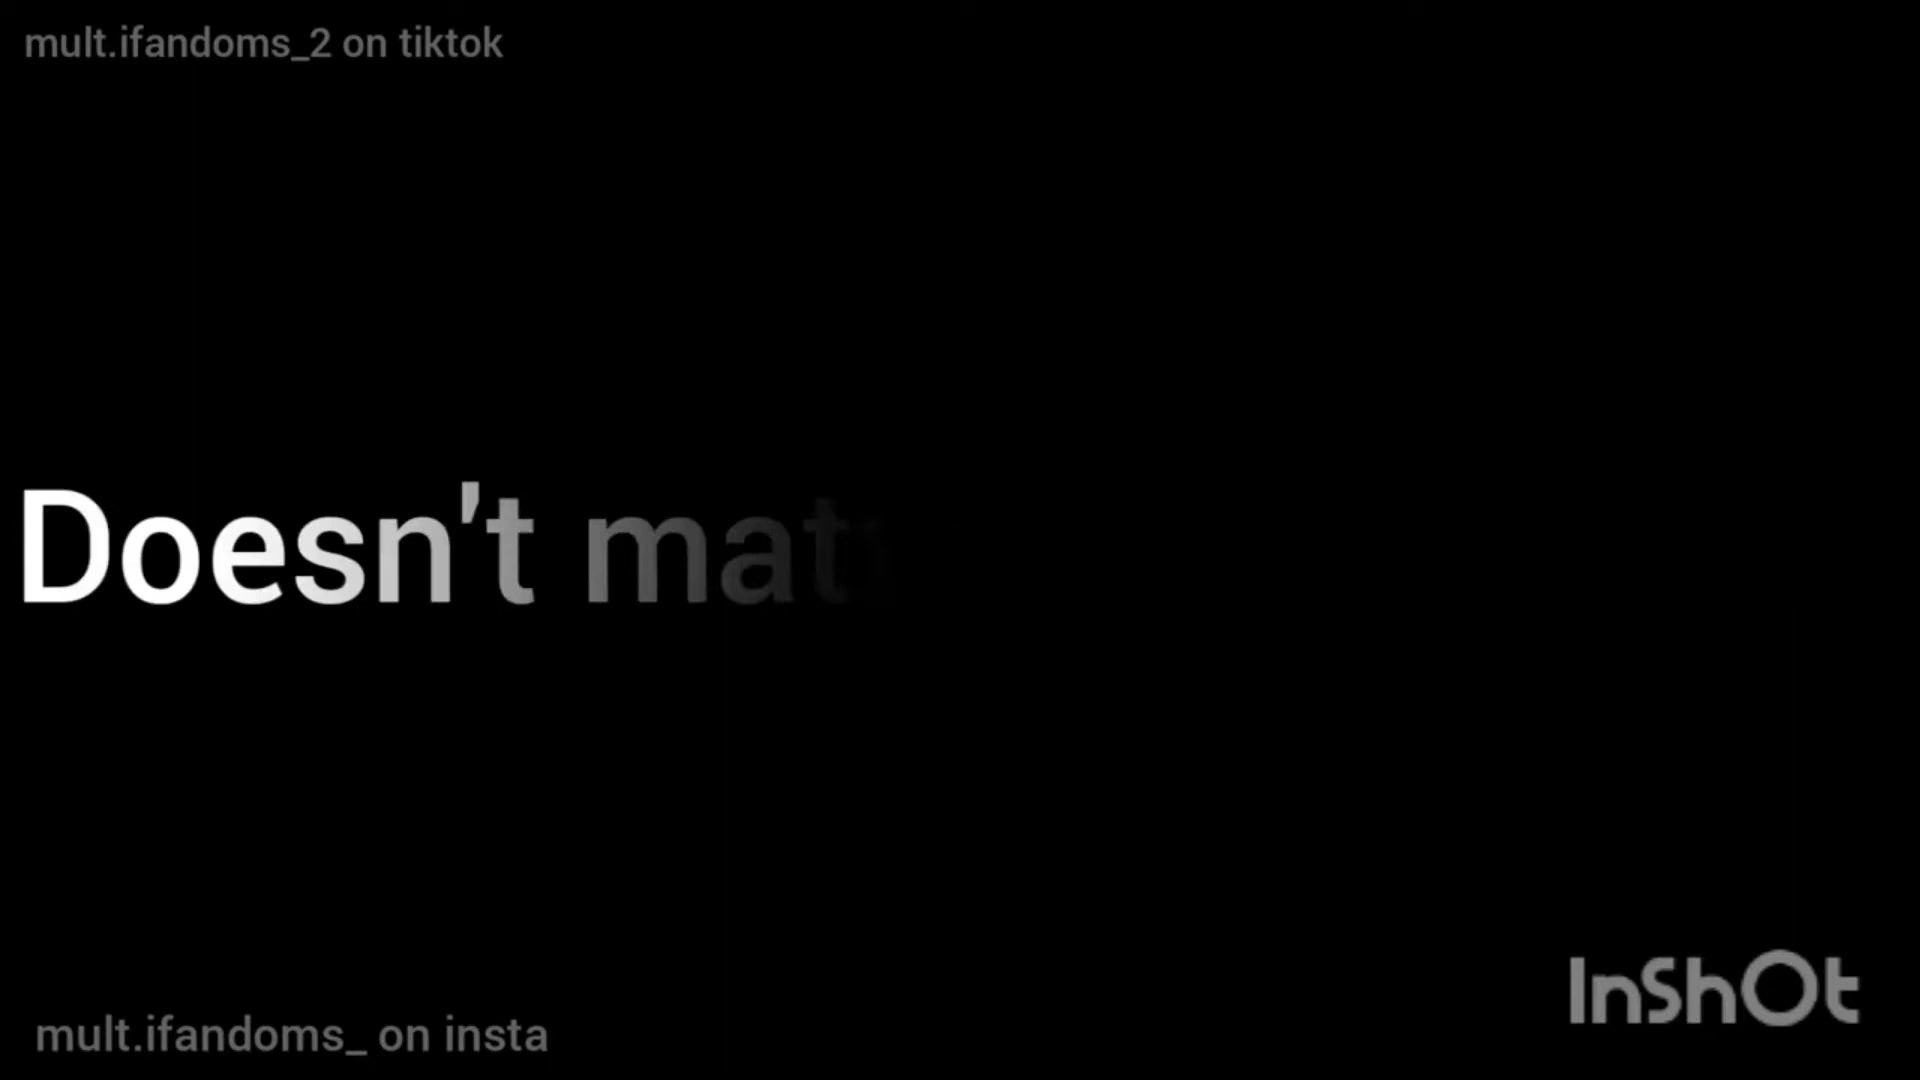 mult.ifandoms_2 on tiktok
Doesn't mat
InShOt
mult.ifandoms_ on insta